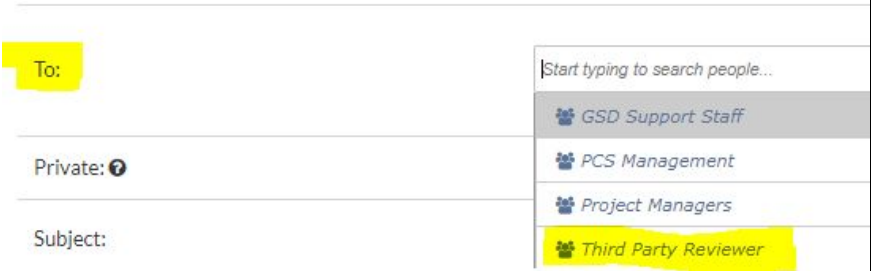 To:
Start typing to search people...
GSD Support Staff
Private:
PCS Management
Project Managers
Subject:
Third Party Reviewer